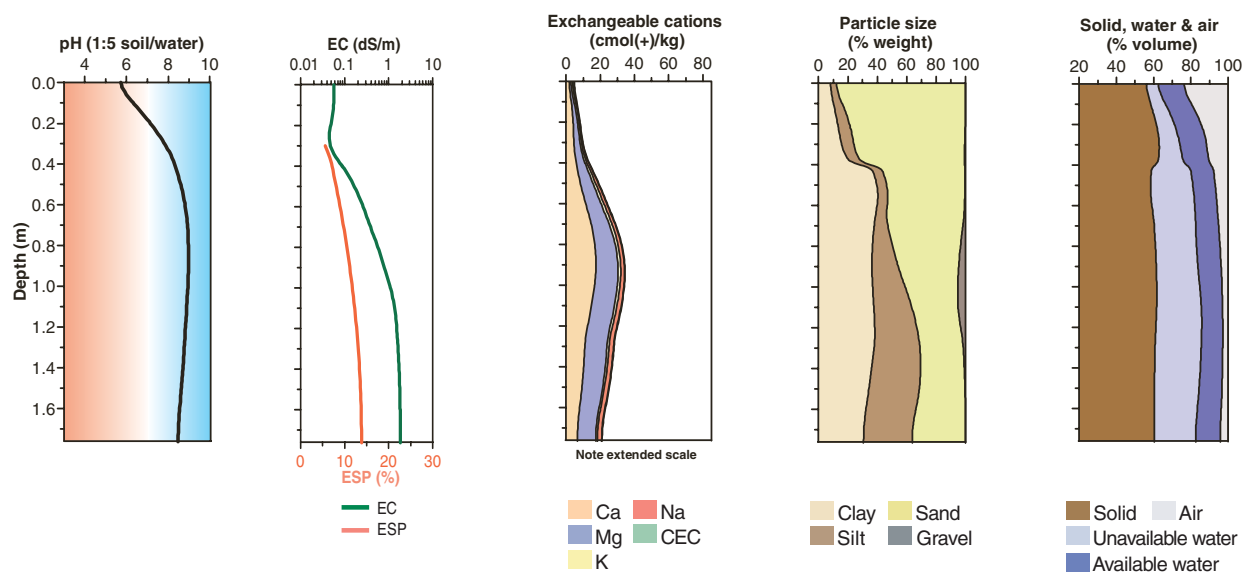 pH (1:5 soil/water)
4 6 8 10
EC (dS/m)
0.01 0.1 1 10
Exchangeable cations
(cmol(+)/kg)
0 20 40 60 80
Particle size
(% weight)
0 20 40 60 100
Solid, water & air
(% volume)
20 40 60 80 100
Depth (m)
0.0
0.2
0.4
0.6
0.8
1.0
1.2
1.4
1.6
0 10 20 30
ESP (%)
EC
ESP
Note extended scale
Ca Na
Mg CEC
K
Clay Sand
Silt Gravel
Solid Air
Unavailable water
Available water